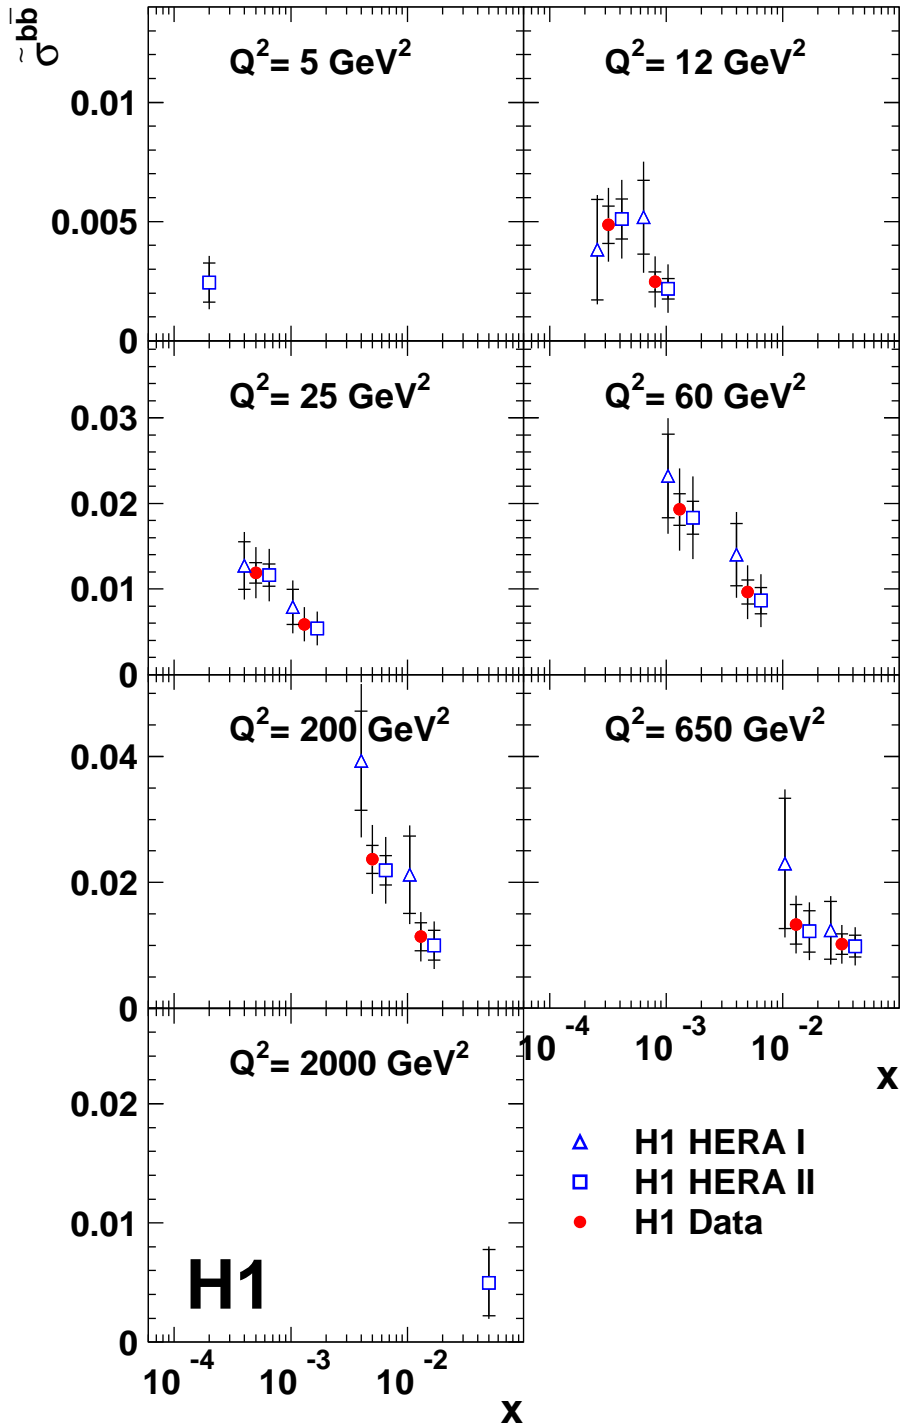 σ̃^bb̄
Q²= 5 GeV²
Q²= 12 GeV²
0.01
0.005
0
Q²= 25 GeV²
Q²= 60 GeV²
0.03
0.02
0.01
0
Q²= 200 GeV²
Q²= 650 GeV²
0.04
0.02
0
10⁻⁴ 10⁻³ 10⁻²
x
Q²= 2000 GeV²
0.02
0.01
0
H1 HERA I
H1 HERA II
H1 Data
H1
10⁻⁴ 10⁻³ 10⁻²
x